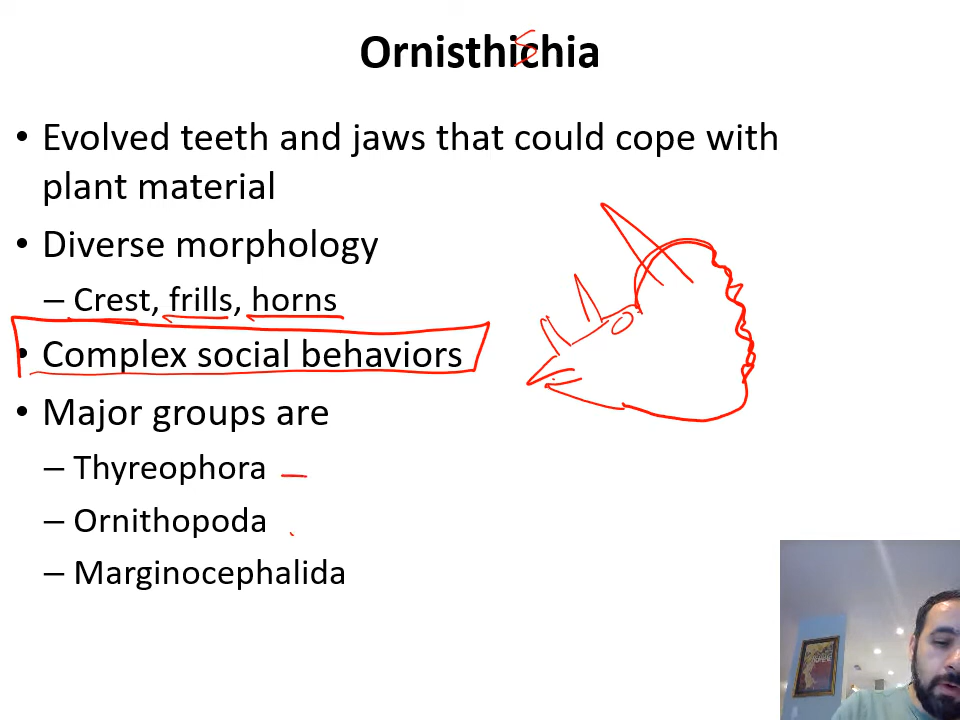 Ornisthischia
• Evolved teeth and jaws that could cope with
plant material
• Diverse morphology
– Crest, frills, horns
• Complex social behaviors
• Major groups are
– Thyreophora
– Ornithopoda
– Marginocephalida